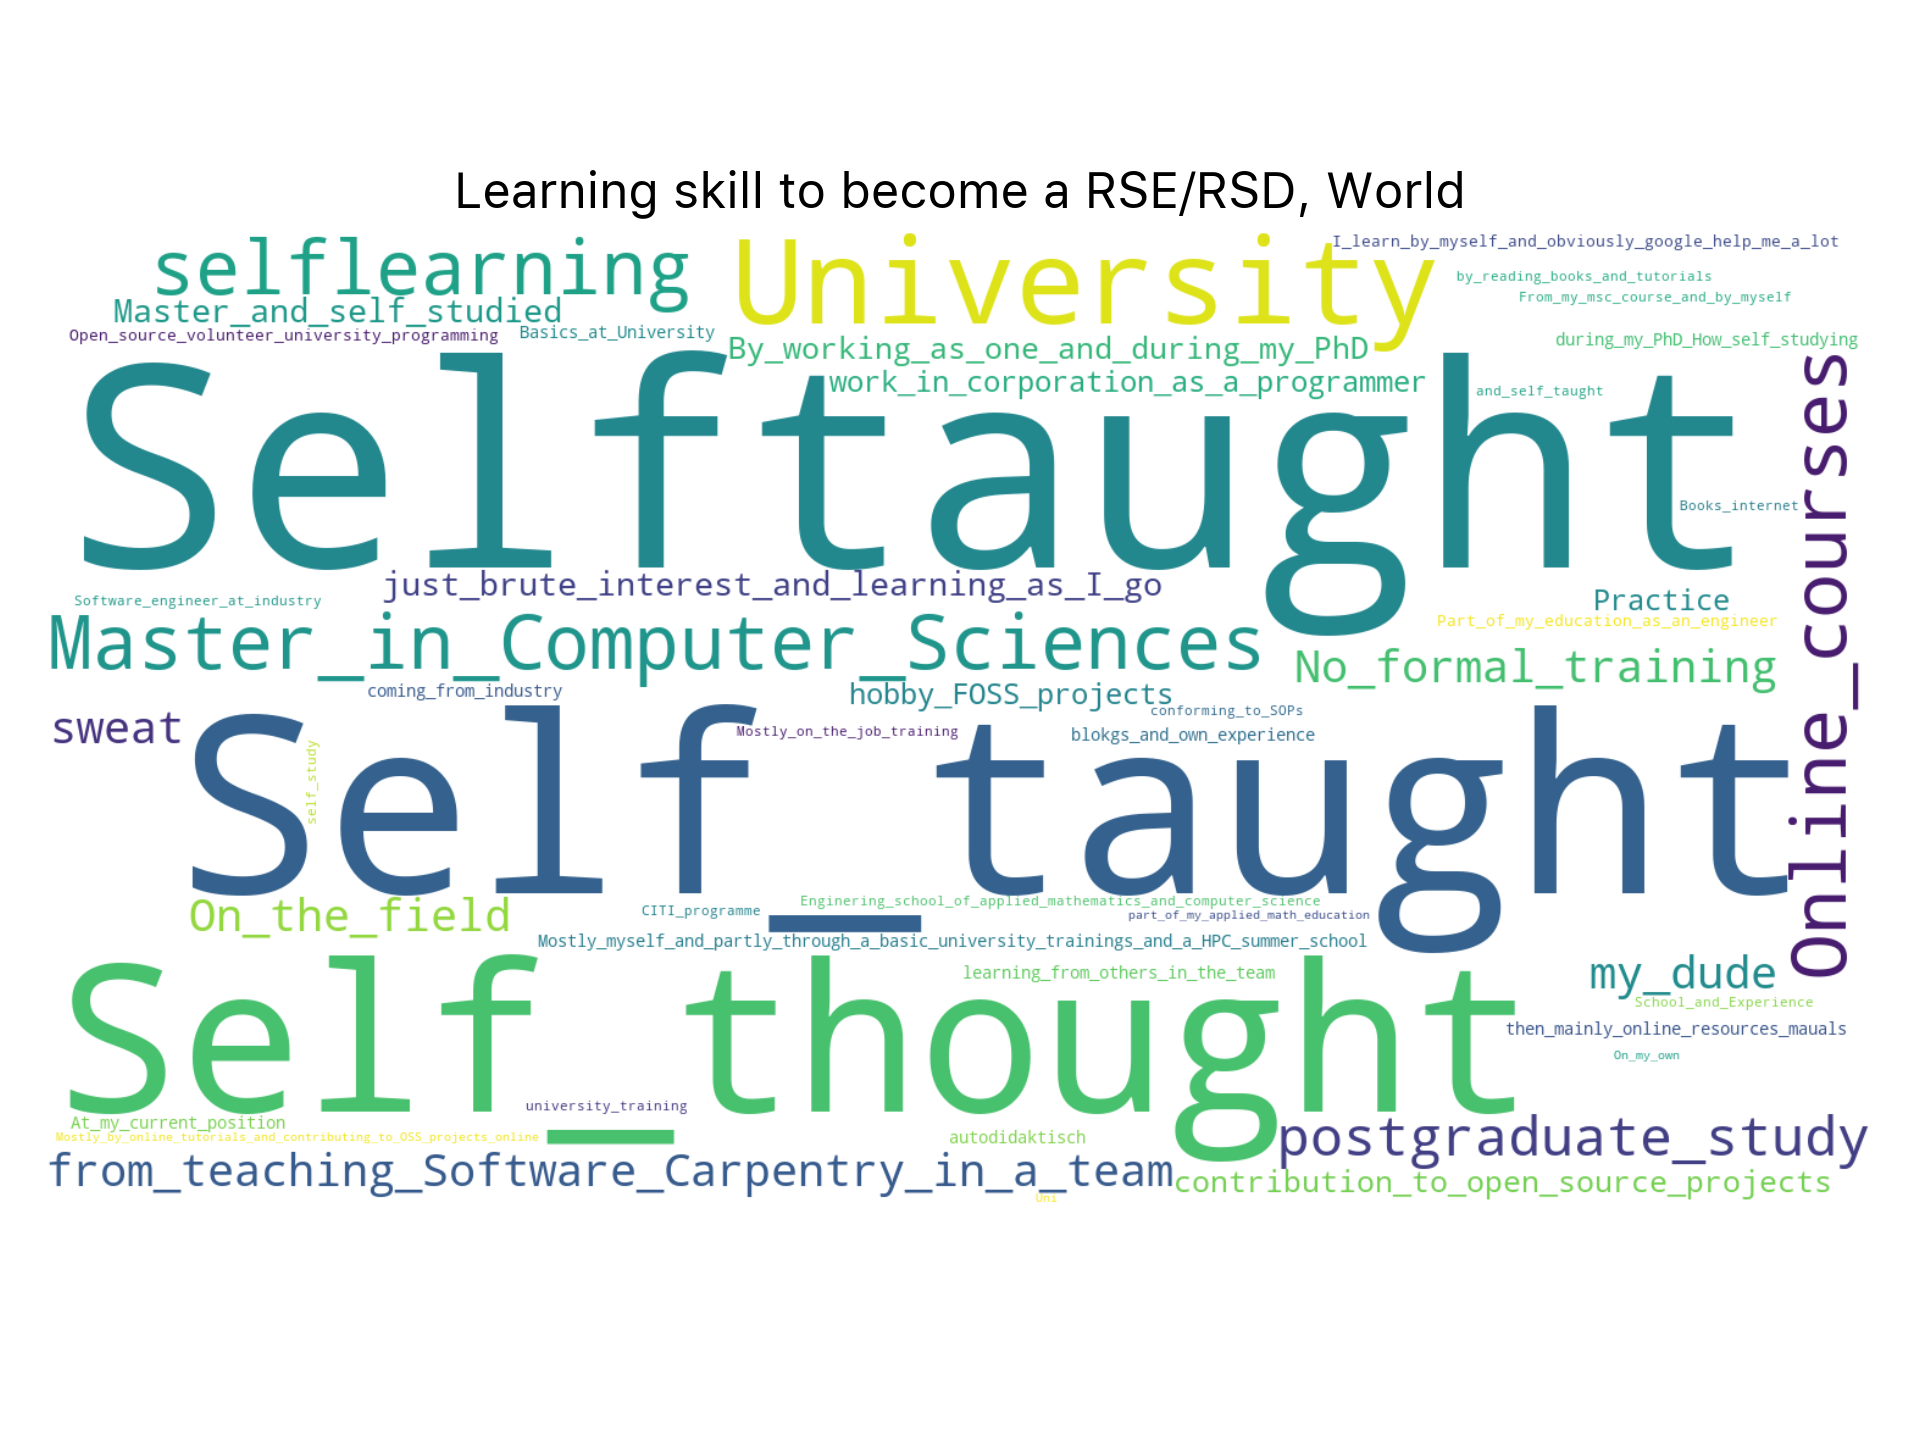 Learning skill to become a RSE/RSD, World
selflearning
University
I_learn_by_myself_and_obviously_google_help_me_a_lot
by_reading_books_and_tutorials
From_my_msc_course_and_by_myself
Master_and_self_studied
Open_source_volunteer_university_programming
Basics_at_University
By_working_as_one_and_during_my_PhD
during_my_PhD_How_self_studying
work_in_corporation_as_a_programmer
and_self_taught
Selftaught
Online_courses
Books_internet
just_brute_interest_and_learning_as_I_go
Software_engineer_at_industry
Practice
Part_of_my_education_as_an_engineer
Master_in_Computer_Sciences
No_formal_training
coming_from_industry
hobby_FOSS_projects
conforming_to_SOPs
sweat
Mostly_on_the_job_training
blokgs_and_own_experience
self_study
Self_taught
On_the_field
CITI_programme
Enginering_school_of_applied_mathematics_and_computer_science
part_of_my_applied_math_education
Mostly_myself_and_partly_through_a_basic_university_trainings_and_a_HPC_summer_school
learning_from_others_in_the_team
my_dude
School_and_Experience
then_mainly_online_resources_mauals
On_my_own
Self_thought
university_training
At_my_current_position
Mostly_by_online_tutorials_and_contributing_to_OSS_projects_online
autodidaktisch
postgraduate_study
from_teaching_Software_Carpentry_in_a_team
contribution_to_open_source_projects
Uni